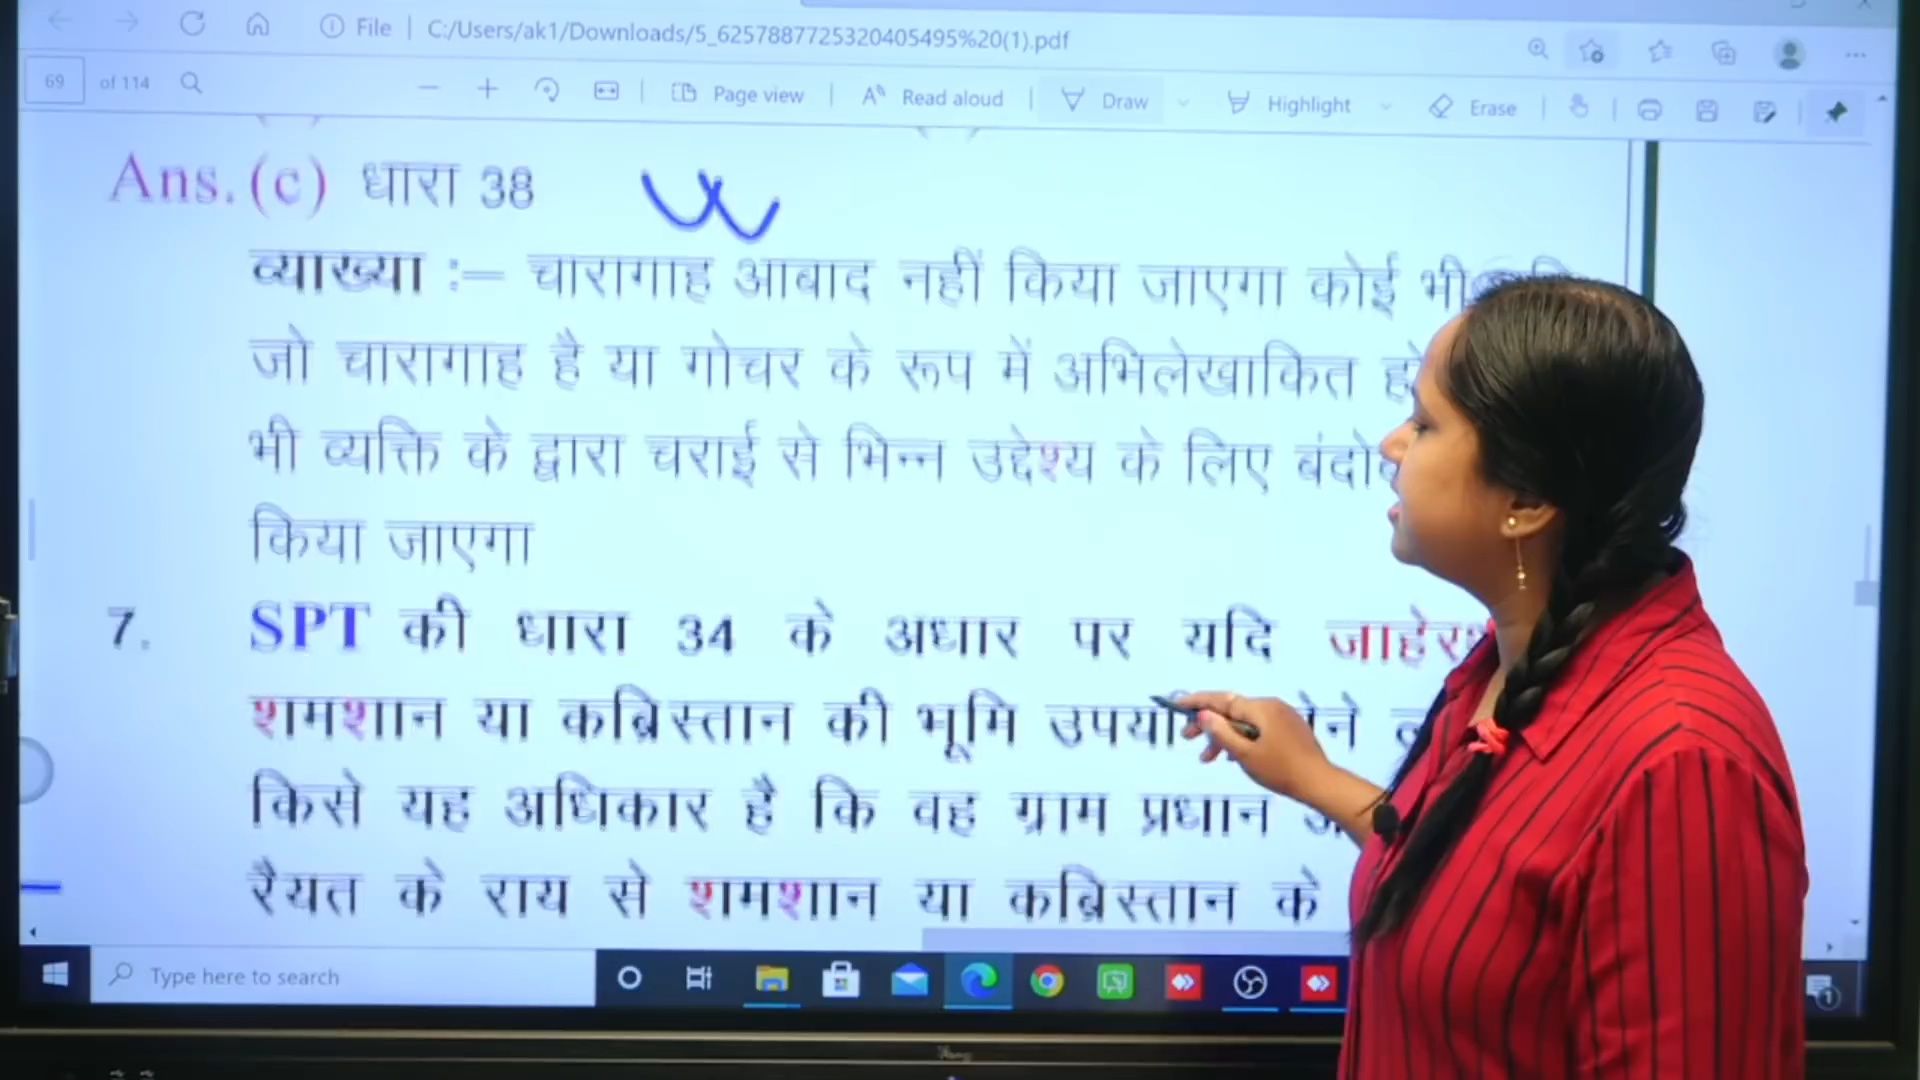 File | C:/Users/ak1/Downloads/5_6257887725320405495%20(1).pdf
69 of 114 Page view Read aloud Draw Highlight Erase
Ans. (c) धारा 38
व्याख्या :– चारागाह आबाद नहीं किया जाएगा कोई भी
जो चारागाह है या गोचर के रूप में अभिलेखाकित
भी व्यक्ति के द्वारा चराई से भिन्न उद्देश्य के लिए
किया जाएगा
7. SPT की धारा 34 के अधार पर यदि
शमशान या कब्रिस्तान की भूमि
किसे यह अधिकार है कि वह ग्राम प्रधान
रैयत के राय से शमशान या कब्रिस्तान के
Type here to search
1